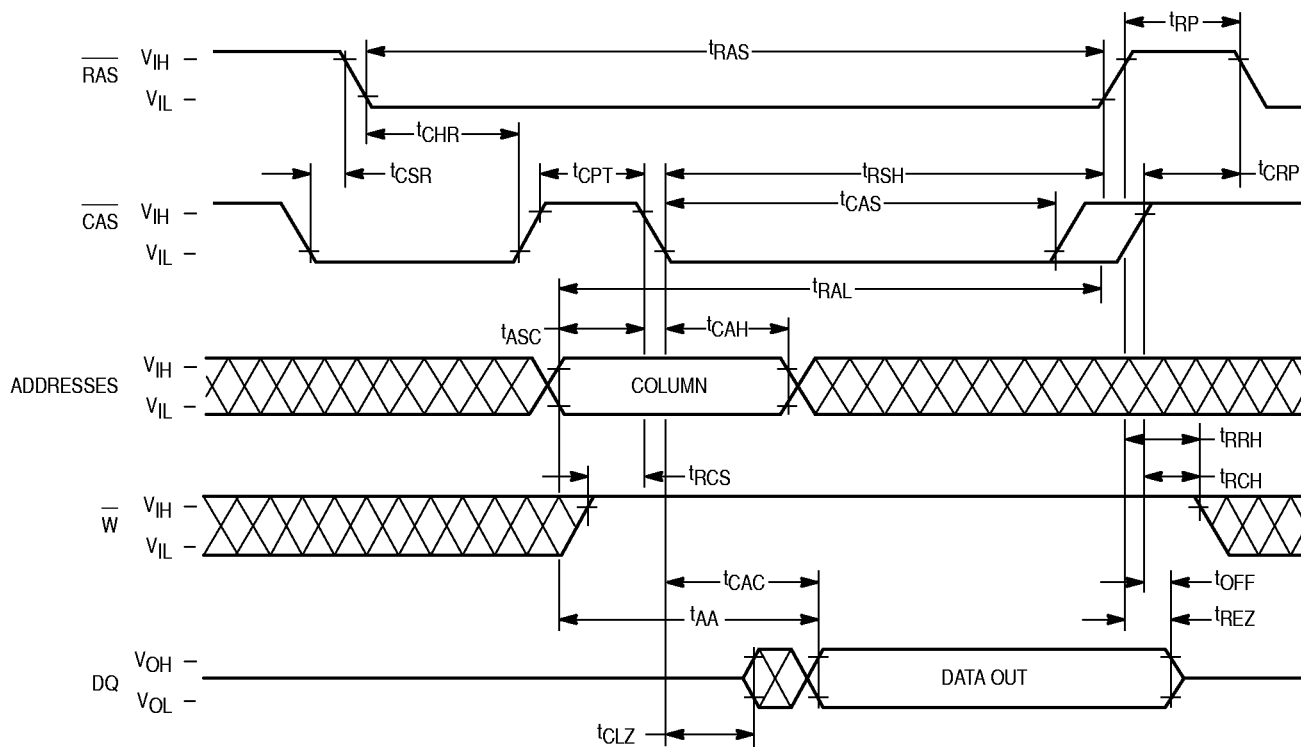 tRP
tRAS
RAS
VIH
VIL
tCHR
tCSR
tCPT
tRSH
tCRP
CAS
VIH
VIL
tCAS
tRAL
tASC
tCAH
ADDRESSES
VIH
VIL
COLUMN
tRRH
tRCS
tRCH
W
VIH
VIL
tCAC
tOFF
tAA
tREZ
DQ
VOH
VOL
DATA OUT
tCLZ